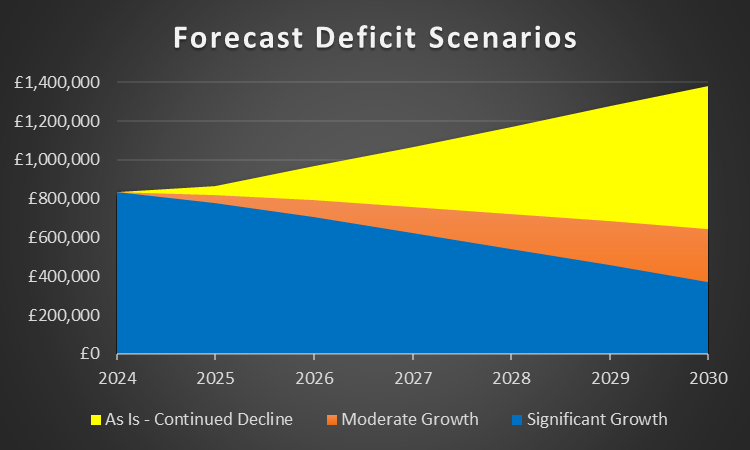 Forecast Deficit Scenarios
£1,400,000
£1,200,000
£1,000,000
£800,000
£600,000
£400,000
£200,000
£0
2024 2025 2026 2027 2028 2029 2030
As Is - Continued Decline Moderate Growth Significant Growth